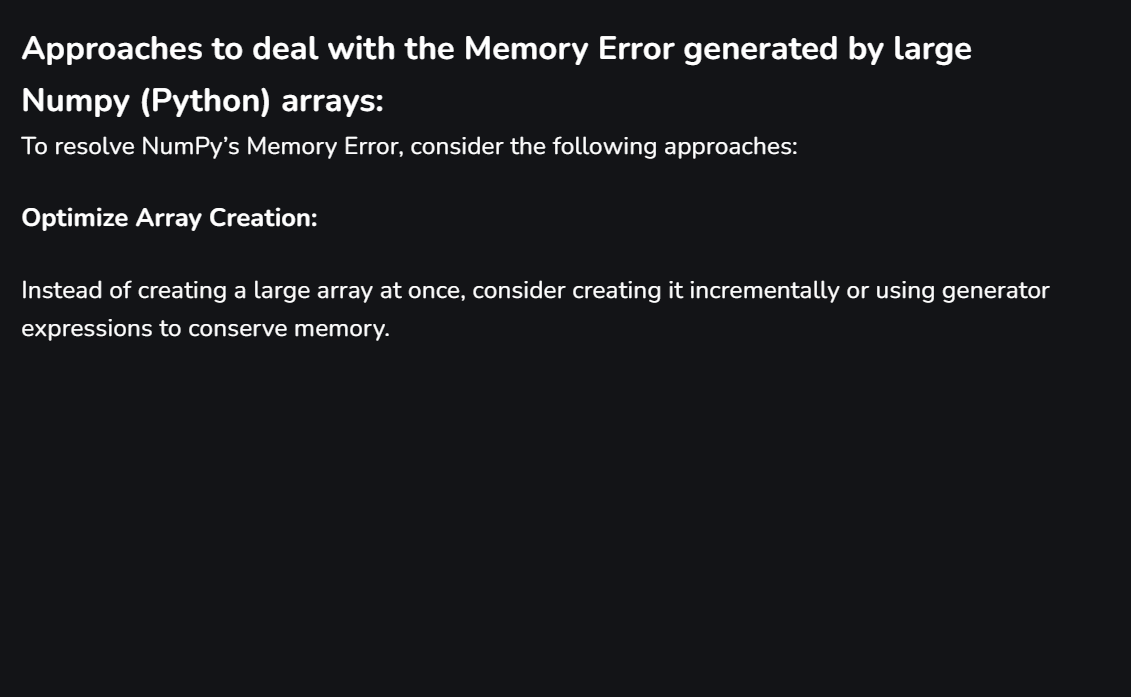 Approaches to deal with the Memory Error generated by large
Numpy (Python) arrays:
To resolve NumPy’s Memory Error, consider the following approaches:
Optimize Array Creation:
Instead of creating a large array at once, consider creating it incrementally or using generator
expressions to conserve memory.